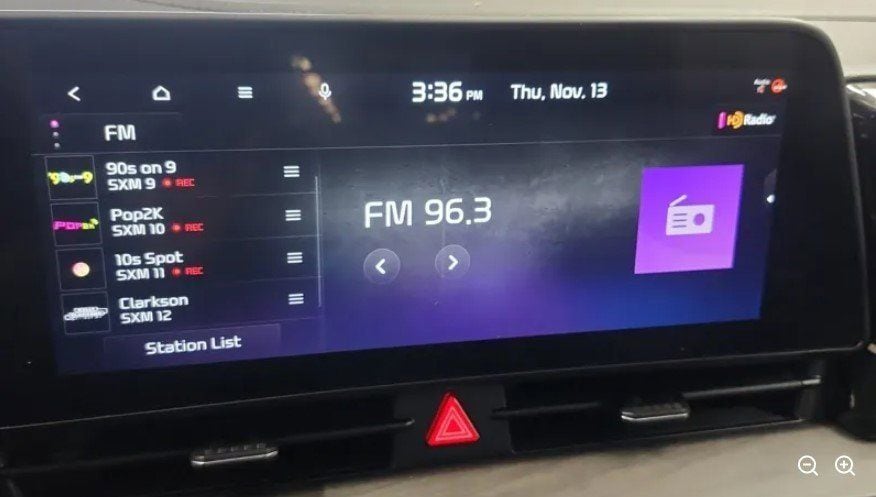 3:36 PM Thu, Nov. 13
HD Radio
FM
90s on 9
SXM 9 REC
Pop2K
SXM 10 REC
10s Spot
SXM 11 REC
Clarkson
SXM 12
Station List
FM 96.3